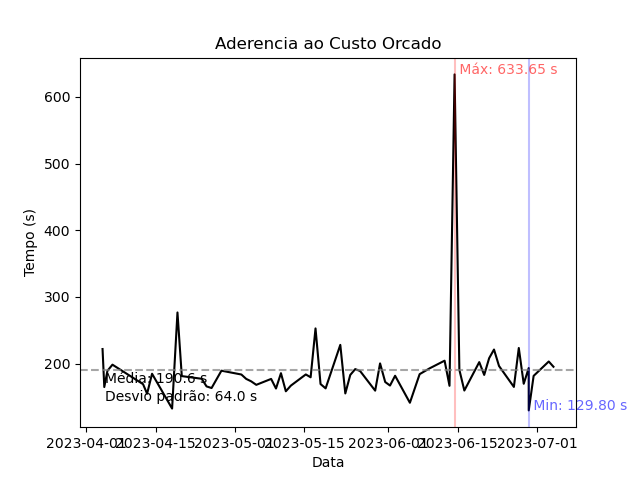 Aderencia ao Custo Orcado
Máx: 633.65 s
600
500
400
300
200
Tempo (s)
Média: 190.6 s
Desvio padrão: 64.0 s
Min: 129.80 s
2023-04-01
2023-04-15
2023-05-01
2023-05-15
2023-06-01
2023-06-15
2023-07-01
Data